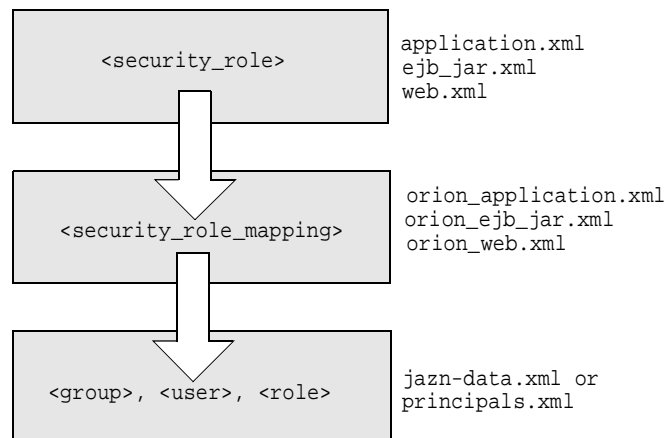 <security_role>
application.xml
ejb_jar.xml
web.xml
<security_role_mapping>
orion_application.xml
orion_ejb_jar.xml
orion_web.xml
<group>, <user>, <role>
jazn-data.xml or
principals.xml